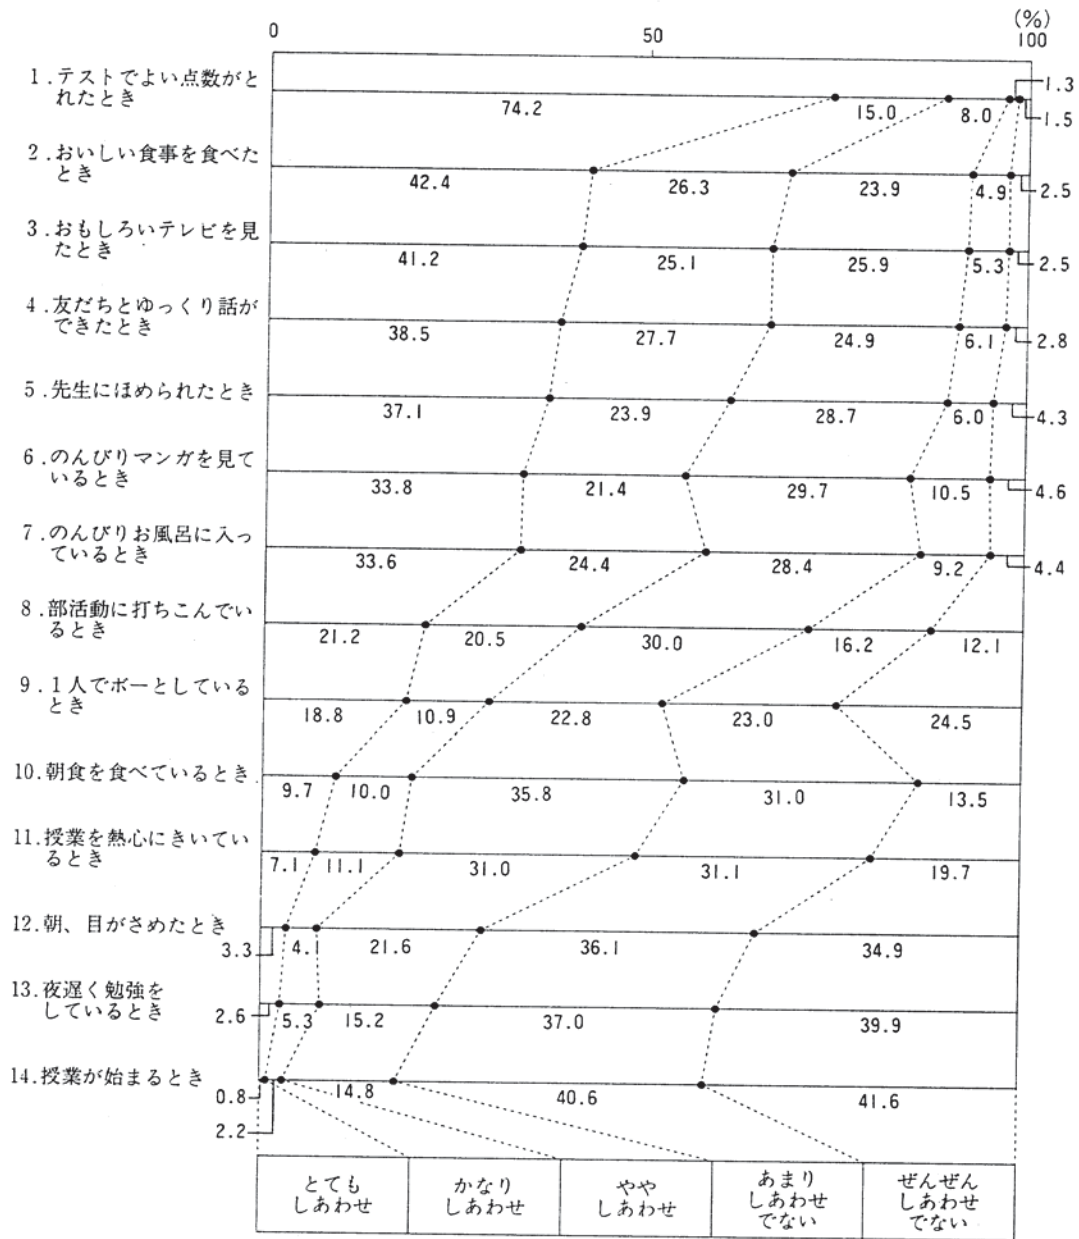 (%)
0 50 100
1.テストでよい点数がと
れたとき
74.2 15.0 8.0 1.3 1.5
2.おいしい食事を食べた
とき
42.4 26.3 23.9 4.9 2.5
3.おもしろいテレビを見
たとき
41.2 25.1 25.9 5.3 2.5
4.友だちとゆっくり話が
できたとき
38.5 27.7 24.9 6.1 2.8
5.先生にほめられたとき
37.1 23.9 28.7 6.0 4.3
6.のんびりマンガを見て
いるとき
33.8 21.4 29.7 10.5 4.6
7.のんびりお風呂に入っ
ているとき
33.6 24.4 28.4 9.2 4.4
8.部活動に打ちこんでい
るとき
21.2 20.5 30.0 16.2 12.1
9.1人でボーとしている
とき
18.8 10.9 22.8 23.0 24.5
10.朝食を食べているとき
9.7 10.0 35.8 31.0 13.5
11.授業を熱心にきいてい
るとき
7.1 11.1 31.0 31.1 19.7
12.朝、目がさめたとき
3.3 4.1 21.6 36.1 34.9
13.夜遅く勉強を
しているとき
2.6 5.3 15.2 37.0 39.9
14.授業が始まるとき
0.8 2.2 14.8 40.6 41.6
とても
しあわせ
かなり
しあわせ
やや
しあわせ
あまり
しあわせ
でない
ぜんぜん
しあわせ
でない